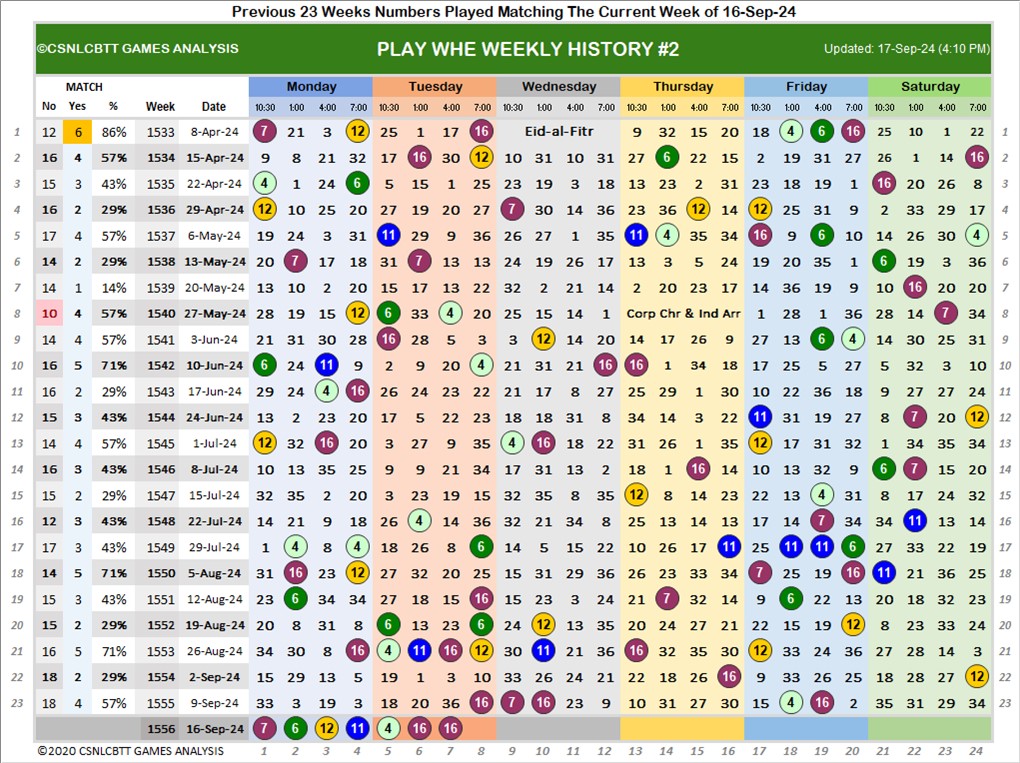 Previous 23 Weeks Numbers Played Matching The Current Week of 16-Sep-24
©CSNLCBTT GAMES ANALYSIS PLAY WHE WEEKLY HISTORY #2 Updated: 17-Sep-24 (4:10 PM)
MATCH Monday Tuesday Wednesday Thursday Friday Saturday
No Yes % Week Date 10:30 1:00 4:00 7:00 10:30 1:00 4:00 7:00 10:30 1:00 4:00 7:00 10:30 1:00 4:00 7:00 10:30 1:00 4:00 7:00 10:30 1:00 4:00 7:00
1 12 6 86% 1533 8-Apr-24 7 21 3 12 25 1 17 16 Eid-al-Fitr 9 32 15 20 18 4 6 16 25 10 1 22 1
2 16 4 57% 1534 15-Apr-24 9 8 21 32 17 16 30 12 10 31 10 31 27 6 22 15 2 19 31 27 26 1 14 16 2
3 15 3 43% 1535 22-Apr-24 4 1 24 6 5 15 1 25 23 19 3 18 13 23 2 31 23 18 19 1 16 20 26 8 3
4 16 2 29% 1536 29-Apr-24 12 10 25 20 27 19 20 27 7 30 14 36 23 36 12 14 12 25 31 9 2 33 29 17 4
5 17 4 57% 1537 6-May-24 19 24 3 31 11 29 9 36 26 27 1 35 11 4 35 34 16 9 6 10 14 26 30 4 5
6 14 2 29% 1538 13-May-24 20 7 17 18 31 7 13 13 24 19 26 17 13 3 5 24 19 20 35 1 6 19 3 36 6
7 14 1 14% 1539 20-May-24 13 10 2 20 15 17 13 22 32 2 21 14 2 20 23 17 14 36 19 9 10 16 20 20 7
8 10 4 57% 1540 27-May-24 28 19 15 12 6 33 4 20 25 15 14 1 Corp Chr & Ind Arr 1 28 1 36 28 14 7 34 8
9 14 4 57% 1541 3-Jun-24 21 31 30 28 16 28 5 3 3 12 14 20 14 17 26 9 27 13 6 4 14 30 25 31 9
10 16 5 71% 1542 10-Jun-24 6 24 11 9 2 9 20 4 21 31 21 16 16 1 34 18 17 25 5 27 5 32 3 10 10
11 16 2 29% 1543 17-Jun-24 29 24 4 16 26 24 23 22 21 17 8 32 25 29 1 30 10 22 36 18 9 27 27 24 11
12 15 3 43% 1544 24-Jun-24 13 2 23 20 17 5 22 23 18 18 31 8 34 14 3 22 11 31 19 27 8 22 7 20 12 12
13 14 4 57% 1545 1-Jul-24 12 32 16 20 3 27 9 35 4 16 18 22 31 26 1 35 12 17 31 32 1 34 35 34 13
14 16 3 43% 1546 8-Jul-24 10 13 35 25 9 9 21 34 17 31 13 2 18 1 16 14 10 13 32 9 6 7 15 20 14
15 15 2 29% 1547 15-Jul-24 32 35 2 20 3 23 19 15 32 35 8 35 12 8 14 23 22 13 4 31 8 17 24 32 15
16 12 3 43% 1548 22-Jul-24 14 21 9 18 26 4 14 36 32 21 34 8 25 13 14 13 17 14 7 34 34 11 13 14 16
17 17 3 43% 1549 29-Jul-24 1 4 8 4 18 26 8 6 14 5 15 22 10 26 17 11 25 11 11 6 27 33 22 19 17
18 14 5 71% 1550 5-Aug-24 31 16 23 12 27 32 20 25 15 31 29 36 26 23 33 34 7 25 19 16 11 21 36 25 18
19 15 3 43% 1551 12-Aug-24 23 6 34 34 27 18 15 16 15 23 3 24 21 7 32 14 9 6 22 13 20 18 32 23 19
20 15 2 29% 1552 19-Aug-24 20 8 31 8 6 13 23 6 24 12 13 35 20 24 27 21 22 15 20 12 8 23 33 24 20
21 16 5 71% 1553 26-Aug-24 34 30 8 16 4 11 16 12 30 11 21 36 16 32 35 30 12 33 24 36 27 28 14 3 21
22 18 2 29% 1554 2-Sep-24 15 29 13 5 19 1 3 10 33 26 24 21 22 18 26 16 9 33 26 25 18 28 27 12 22
23 18 4 57% 1555 9-Sep-24 33 3 19 3 18 20 36 16 7 16 23 9 10 31 27 30 15 4 16 2 35 31 29 34 23
1556 16-Sep-24 7 6 12 11 4 16 16
©2020 CSNLCBTT GAMES ANALYSIS 1 2 3 4 5 6 7 8 9 10 11 12 13 14 15 16 17 18 19 20 21 22 23 24